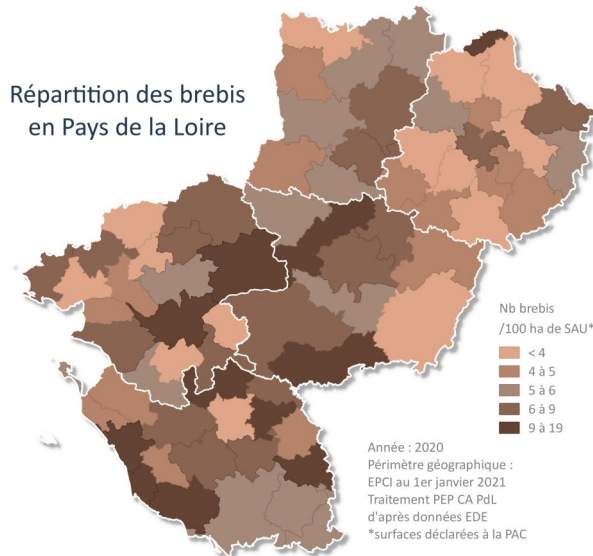 Répartition des brebis
en Pays de la Loire
Nb brebis
/100 ha de SAU*
< 4
4 à 5
5 à 6
6 à 9
9 à 19
Année : 2020
Périmètre géographique :
EPCI au 1er janvier 2021
Traitement PEP CA PdL
d'après données EDE
*surfaces déclarées à la PAC